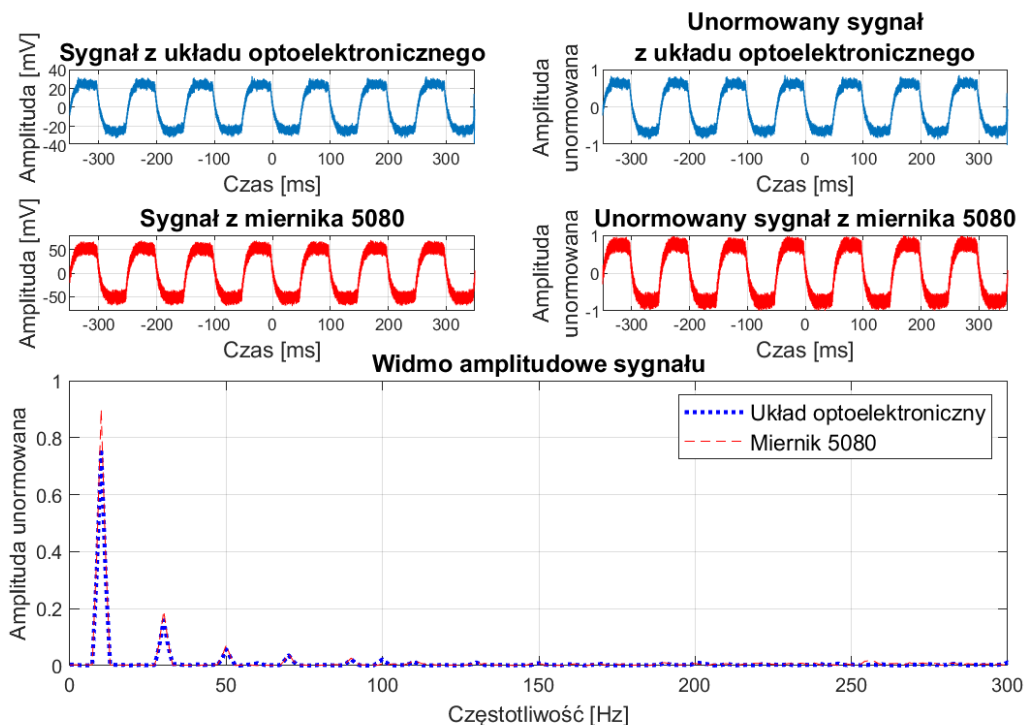 Sygnał z układu optoelektronicznego
Amplituda [mV]
40
20
0
-20
-40
-300 -200 -100 0 100 200 300
Czas [ms]
Unormowany sygnał
z układu optoelektronicznego
Amplituda
unormowana
1
0
-1
-300 -200 -100 0 100 200 300
Czas [ms]
Sygnał z miernika 5080
Amplituda [mV]
50
0
-50
-300 -200 -100 0 100 200 300
Czas [ms]
Unormowany sygnał z miernika 5080
Amplituda
unormowana
1
0
-1
-300 -200 -100 0 100 200 300
Czas [ms]
Widmo amplitudowe sygnału
Amplituda unormowana
1
0.8
0.6
0.4
0.2
0
Układ optoelektroniczny
Miernik 5080
0 50 100 150 200 250 300
Częstotliwość [Hz]